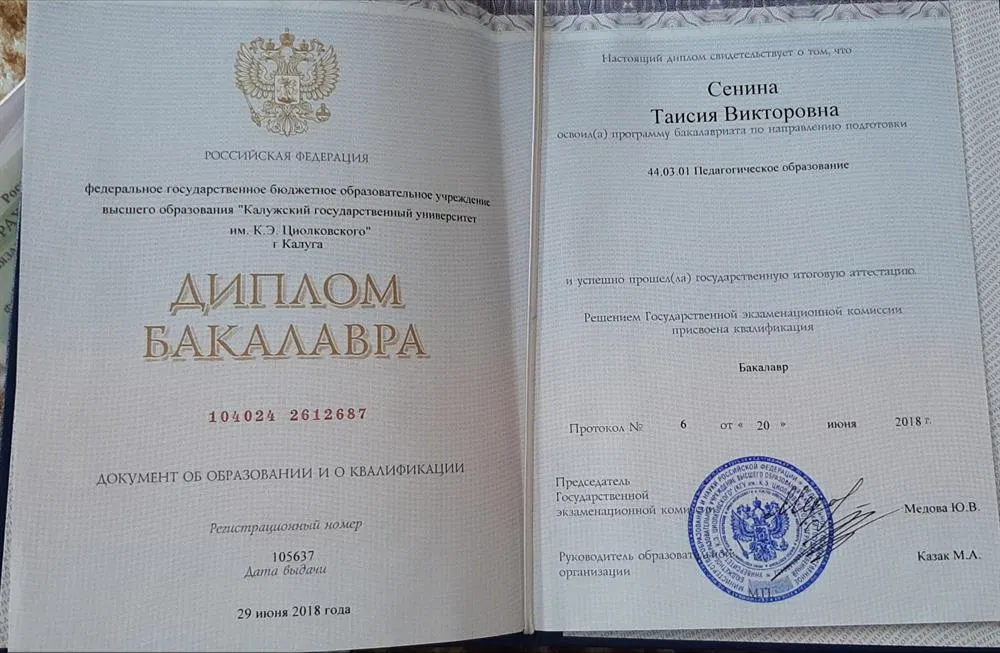 РОССИЙСКАЯ ФЕДЕРАЦИЯ
федеральное государственное бюджетное образовательное учреждение
высшего образования "Калужский государственный университет
им. К.Э. Циолковского"
г Калуга
ДИПЛОМ
БАКАЛАВРА
104024 2612687
ДОКУМЕНТ ОБ ОБРАЗОВАНИИ И О КВАЛИФИКАЦИИ
Регистрационный номер
105637
Дата выдачи
29 июня 2018 года
Настоящий диплом свидетельствует о том, что
Сенина
Таисия Викторовна
освоил(а) программу бакалавриата по направлению подготовки
44.03.01 Педагогическое образование
и успешно прошел(ла) государственную итоговую аттестацию.
Решением Государственной экзаменационной комиссии
присвоена квалификация
Бакалавр
Протокол № 6 от « 20 » июня 2018 г.
Председатель
Государственной
экзаменационной
Медова Ю.В.
Руководитель
организации
Казак М.А.
М.П.